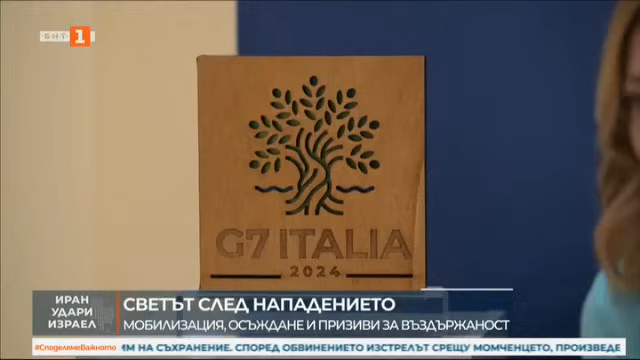 БНТ 1
G7 ITALIA
2024
ИРАН
УДАРИ
ИЗРАЕЛ
СВЕТЪТ СЛЕД НАПАДЕНИЕТО
МОБИЛИЗАЦИЯ, ОСЪЖДАНЕ И ПРИЗИВИ ЗА ВЪЗДЪРЖАНОСТ
#СподелямеВажното ИМ НА СЪХРАНЕНИЕ. СПОРЕД ОБВИНЕНИЕТО ИЗСТРЕЛЪТ СРЕЩУ МОМЧЕНЦЕТО, ПРОИЗВЕДЕ